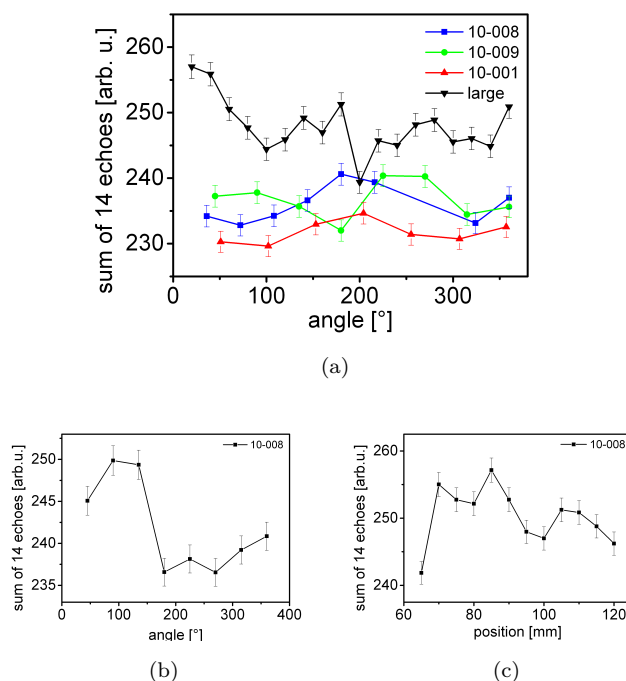 10-008
10-009
10-001
large
260
250
240
230
sum of 14 echoes [arb. u.]
0 100 200 300
angle [°]
(a)
10-008
250
245
240
235
sum of 14 echoes [arb.u.]
0 100 200 300 400
angle [°]
(b)
10-008
260
250
240
sum of 14 echoes [arb.u.]
60 80 100 120
position [mm]
(c)